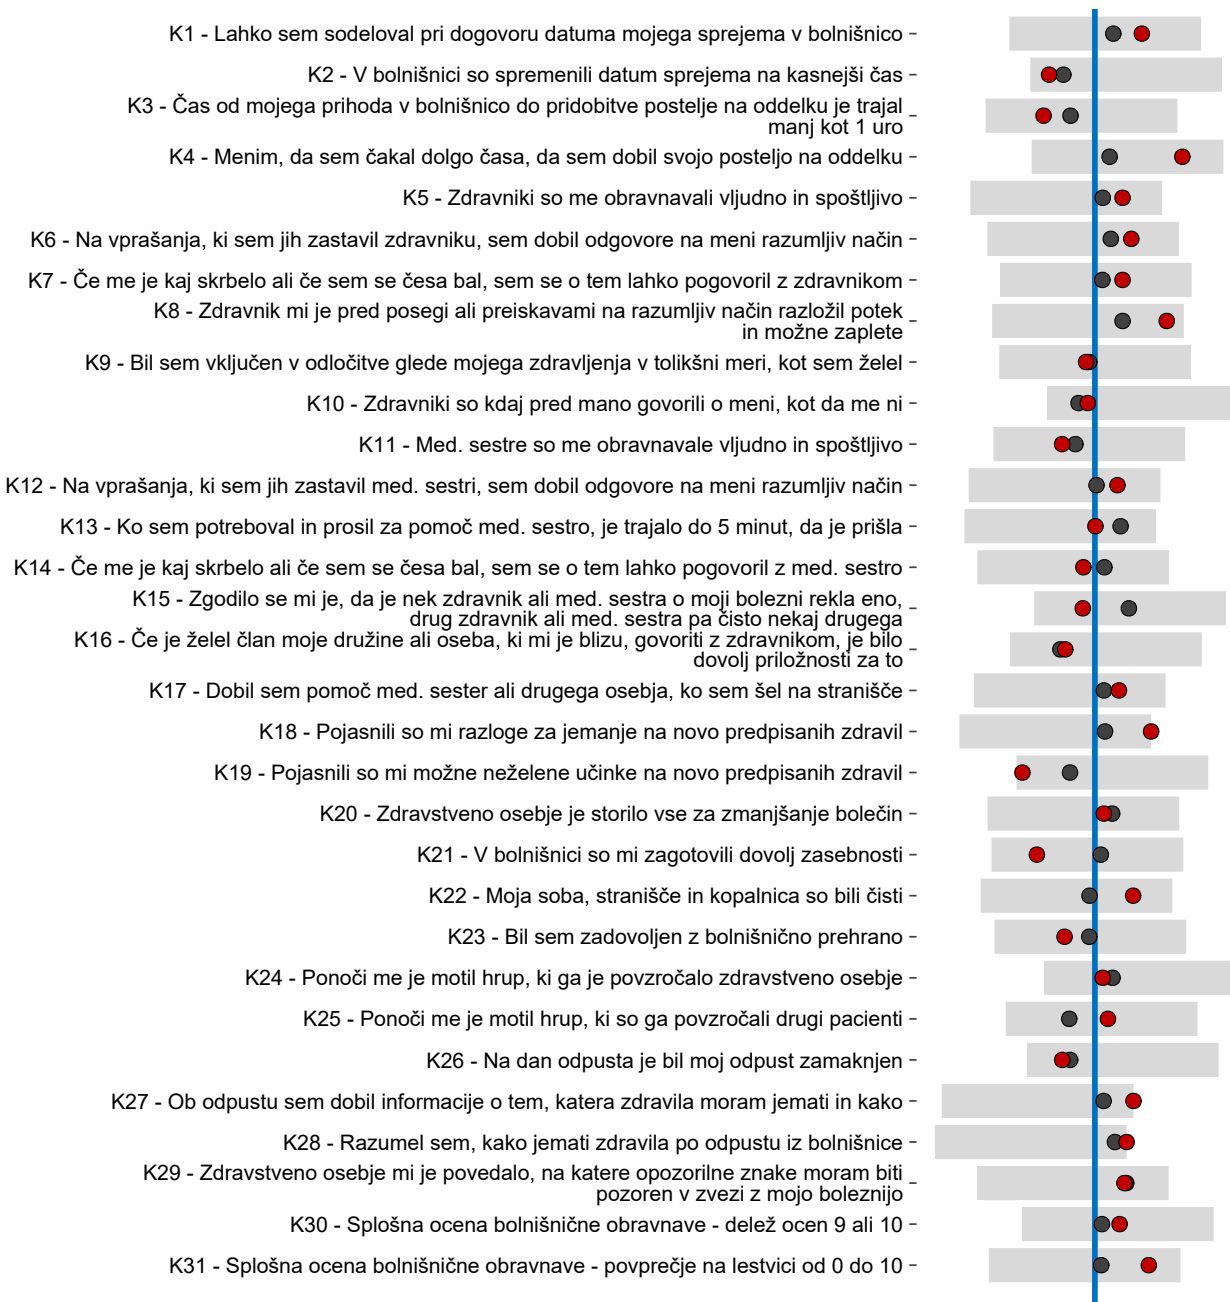 K1 - Lahko sem sodeloval pri dogovoru datuma mojega sprejema v bolnišnico
K2 - V bolnišnici so spremenili datum sprejema na kasnejši čas
K3 - Čas od mojega prihoda v bolnišnico do pridobitve postelje na oddelku je trajal
manj kot 1 uro
K4 - Menim, da sem čakal dolgo časa, da sem dobil svojo posteljo na oddelku
K5 - Zdravniki so me obravnavali vljudno in spoštljivo
K6 - Na vprašanja, ki sem jih zastavil zdravniku, sem dobil odgovore na meni razumljiv način
K7 - Če me je kaj skrbelo ali če sem se česa bal, sem se o tem lahko pogovoril z zdravnikom
K8 - Zdravnik mi je pred posegi ali preiskavami na razumljiv način razložil potek
in možne zaplete
K9 - Bil sem vključen v odločitve glede mojega zdravljenja v tolikšni meri, kot sem želel
K10 - Zdravniki so kdaj pred mano govorili o meni, kot da me ni
K11 - Med. sestre so me obravnavale vljudno in spoštljivo
K12 - Na vprašanja, ki sem jih zastavil med. sestri, sem dobil odgovore na meni razumljiv način
K13 - Ko sem potreboval in prosil za pomoč med. sestro, je trajalo do 5 minut, da je prišla
K14 - Če me je kaj skrbelo ali če sem se česa bal, sem se o tem lahko pogovoril z med. sestro
K15 - Zgodilo se mi je, da je nek zdravnik ali med. sestra o moji bolezni rekla eno,
drug zdravnik ali med. sestra pa čisto nekaj drugega
K16 - Če je želel član moje družine ali oseba, ki mi je blizu, govoriti z zdravnikom, je bilo
dovolj priložnosti za to
K17 - Dobil sem pomoč med. sester ali drugega osebja, ko sem šel na stranišče
K18 - Pojasnili so mi razloge za jemanje na novo predpisanih zdravil
K19 - Pojasnili so mi možne neželene učinke na novo predpisanih zdravil
K20 - Zdravstveno osebje je storilo vse za zmanjšanje bolečin
K21 - V bolnišnici so mi zagotovili dovolj zasebnosti
K22 - Moja soba, stranišče in kopalnica so bili čisti
K23 - Bil sem zadovoljen z bolnišnično prehrano
K24 - Ponoči me je motil hrup, ki ga je povzročalo zdravstveno osebje
K25 - Ponoči me je motil hrup, ki so ga povzročali drugi pacienti
K26 - Na dan odpusta je bil moj odpust zamaknjen
K27 - Ob odpustu sem dobil informacije o tem, katera zdravila moram jemati in kako
K28 - Razumel sem, kako jemati zdravila po odpustu iz bolnišnice
K29 - Zdravstveno osebje mi je povedalo, na katere opozorilne znake moram biti
pozoren v zvezi z mojo boleznijo
K30 - Splošna ocena bolnišnične obravnave - delež ocen 9 ali 10
K31 - Splošna ocena bolnišnične obravnave - povprečje na lestvici od 0 do 10